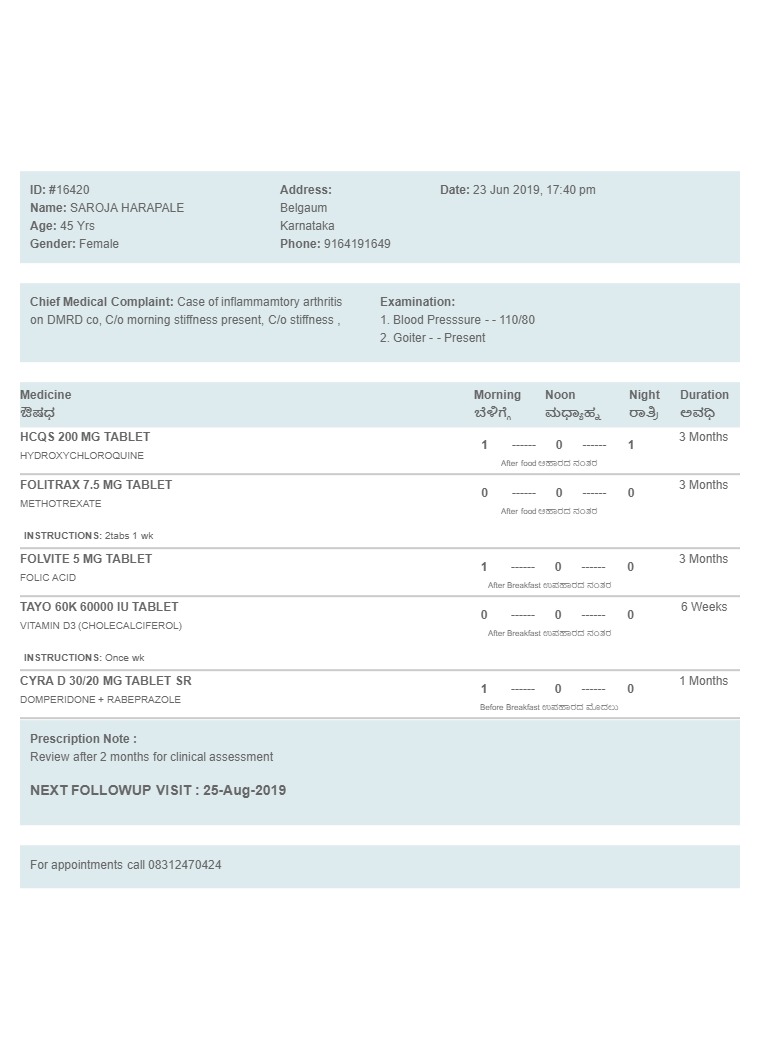 ID: #16420
Name: SAROJA HARAPALE
Age: 45 Yrs
Gender: Female
Address:
Belgaum
Karnataka
Phone: 9164191649
Date: 23 Jun 2019, 17:40 pm
Chief Medical Complaint: Case of inflammamtory arthritis
on DMRD co, C/o morning stiffness present, C/o stiffness ,
Examination:
1. Blood Presssure - - 110/80
2. Goiter - - Present
Medicine Morning Noon Night Duration
ಔಷಧ ಬೆಳಿಗ್ಗೆ ಮಧ್ಯಾಹ್ನ ರಾತ್ರಿ ಅವಧಿ
HCQS 200 MG TABLET 1 ------ 0 ------ 1 3 Months
HYDROXYCHLOROQUINE After food ಆಹಾರದ ನಂತರ
FOLITRAX 7.5 MG TABLET 0 ------ 0 ------ 0 3 Months
METHOTREXATE After food ಆಹಾರದ ನಂತರ
INSTRUCTIONS: 2tabs 1 wk
FOLVITE 5 MG TABLET 1 ------ 0 ------ 0 3 Months
FOLIC ACID After Breakfast ಉಪಹಾರದ ನಂತರ
TAYO 60K 60000 IU TABLET 0 ------ 0 ------ 0 6 Weeks
VITAMIN D3 (CHOLECALCIFEROL) After Breakfast ಉಪಹಾರದ ನಂತರ
INSTRUCTIONS: Once wk
CYRA D 30/20 MG TABLET SR 1 ------ 0 ------ 0 1 Months
DOMPERIDONE + RABEPRAZOLE Before Breakfast ಉಪಹಾರದ ಮೊದಲು
Prescription Note :
Review after 2 months for clinical assessment
NEXT FOLLOWUP VISIT : 25-Aug-2019
For appointments call 08312470424